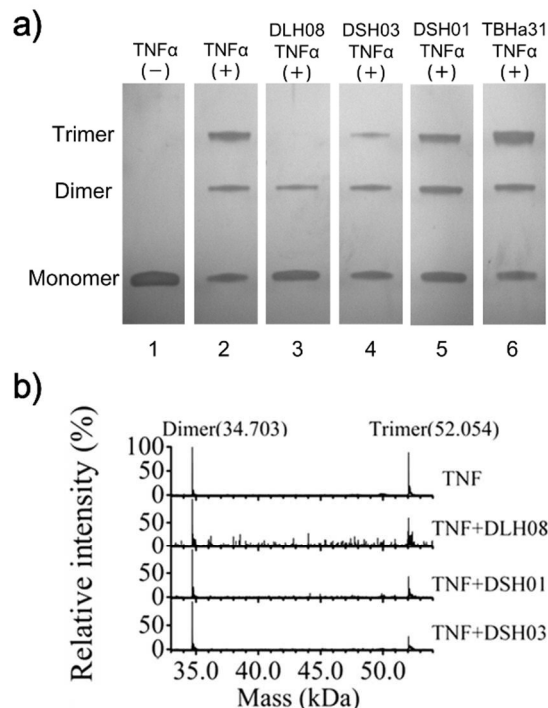 a)
TNFα (−)
TNFα (+)
DLH08 TNFα (+)
DSH03 TNFα (+)
DSH01 TNFα (+)
TBHa31 TNFα (+)
Trimer
Dimer
Monomer
1 2 3 4 5 6
b)
Dimer(34.703) Trimer(52.054)
Relative intensity (%)
100
50
0
TNF
50
0
TNF+DLH08
50
0
TNF+DSH01
50
0
TNF+DSH03
35.0 40.0 45.0 50.0
Mass (kDa)